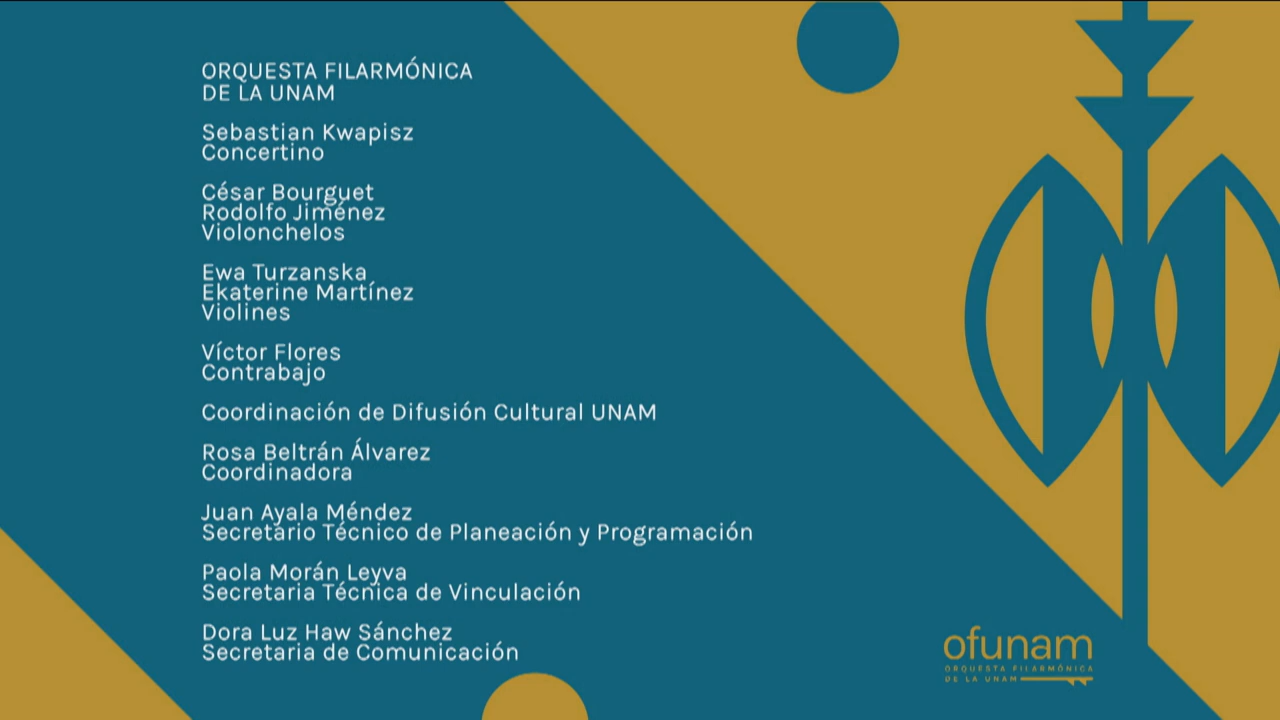 ORQUESTA FILARMÓNICA
DE LA UNAM
Sebastian Kwapisz
Concertino
César Bourguet
Rodolfo Jiménez
Violonchelos
Ewa Turzanska
Ekaterine Martínez
Violines
Víctor Flores
Contrabajo
Coordinación de Difusión Cultural UNAM
Rosa Beltrán Álvarez
Coordinadora
Juan Ayala Méndez
Secretario Técnico de Planeación y Programación
Paola Morán Leyva
Secretaria Técnica de Vinculación
Dora Luz Haw Sánchez
Secretaria de Comunicación
ofunam
ORQUESTA FILARMÓNICA
DE LA UNAM